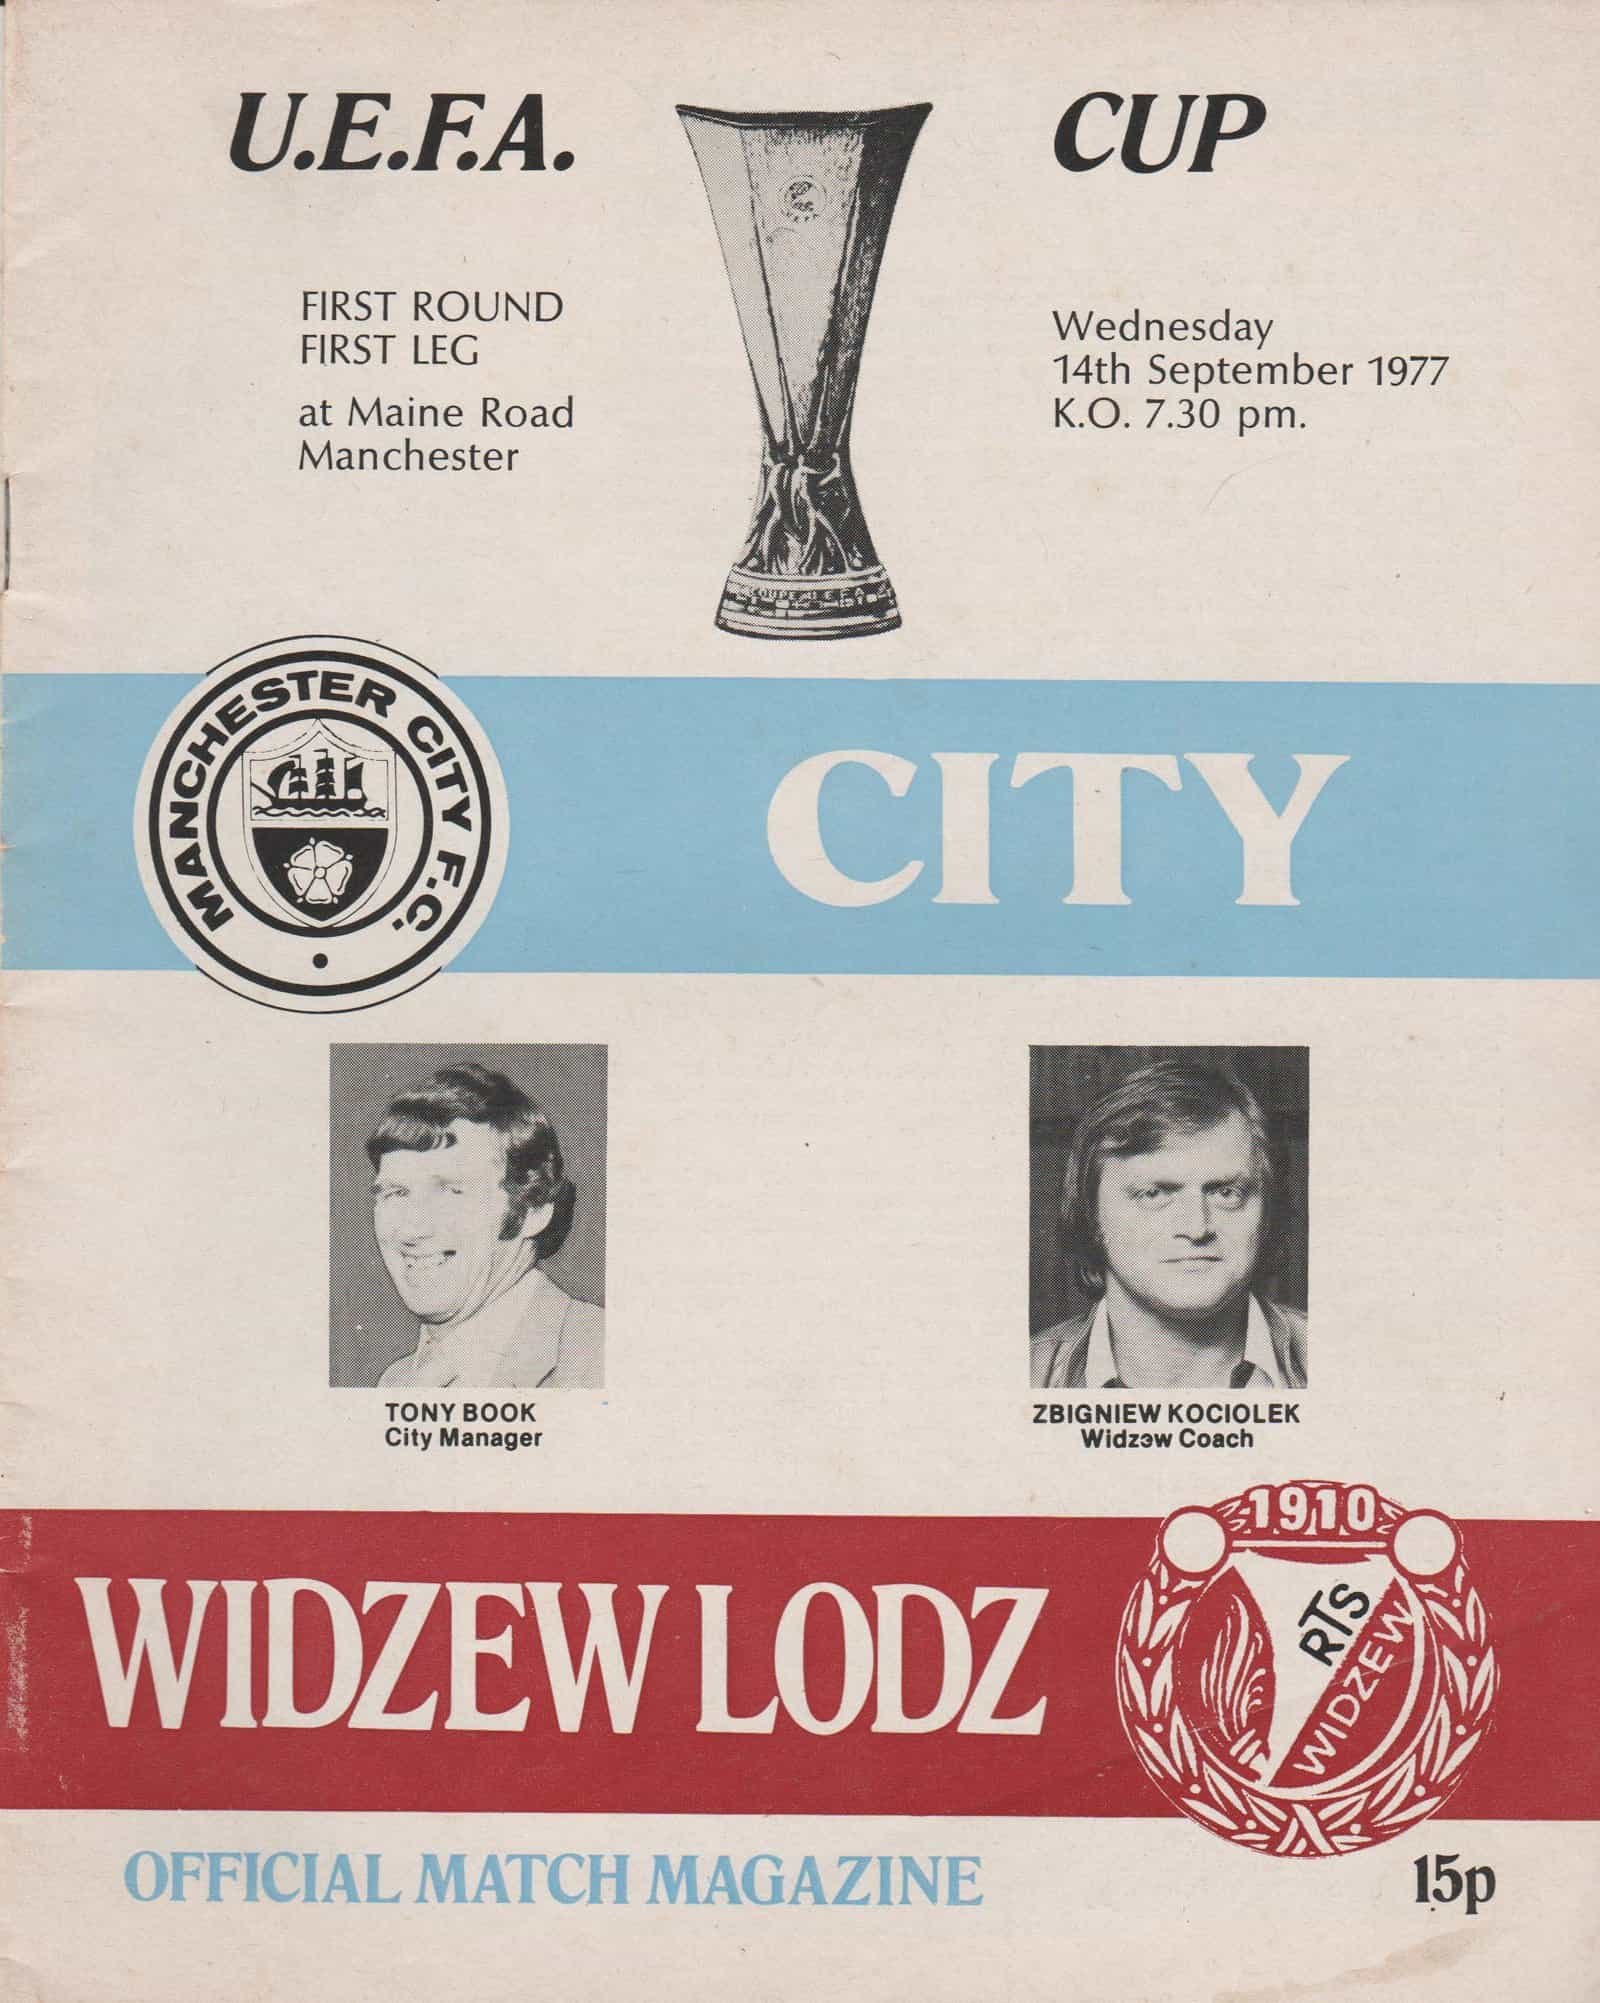 U.E.F.A. CUP
FIRST ROUND
FIRST LEG
at Maine Road
Manchester
Wednesday
14th September 1977
K.O. 7.30 pm.
COUPE U E F A
MANCHESTER CITY F.C.
CITY
TONY BOOK
City Manager
ZBIGNIEW KOCIOLEK
Widzew Coach
WIDZEW LODZ
1910
RTS
WIDZEW
OFFICIAL MATCH MAGAZINE
15p